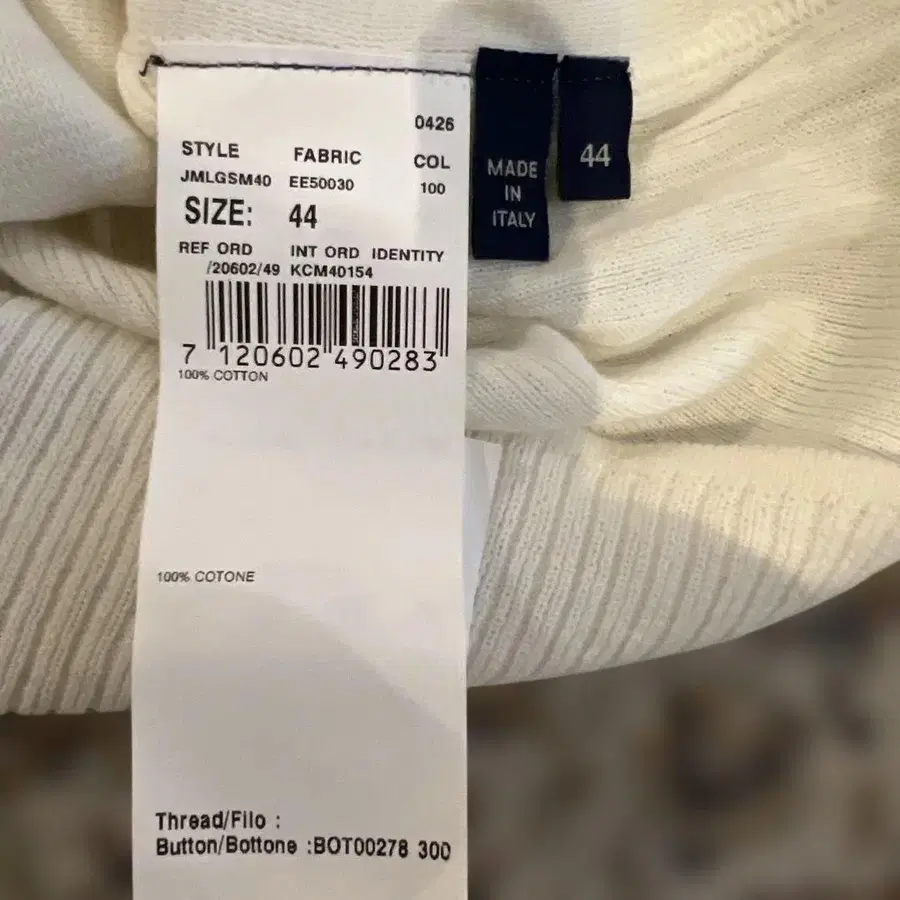 0426
STYLE FABRIC COL
JMLGSM40 EE50030 100
SIZE: 44
REF ORD INT ORD IDENTITY
/20602/49 KCM40154
7 120602 490283
100% COTTON
100% COTONE
Thread/Filo :
Button/Bottone :BOT00278 300
MADE
IN
ITALY
44